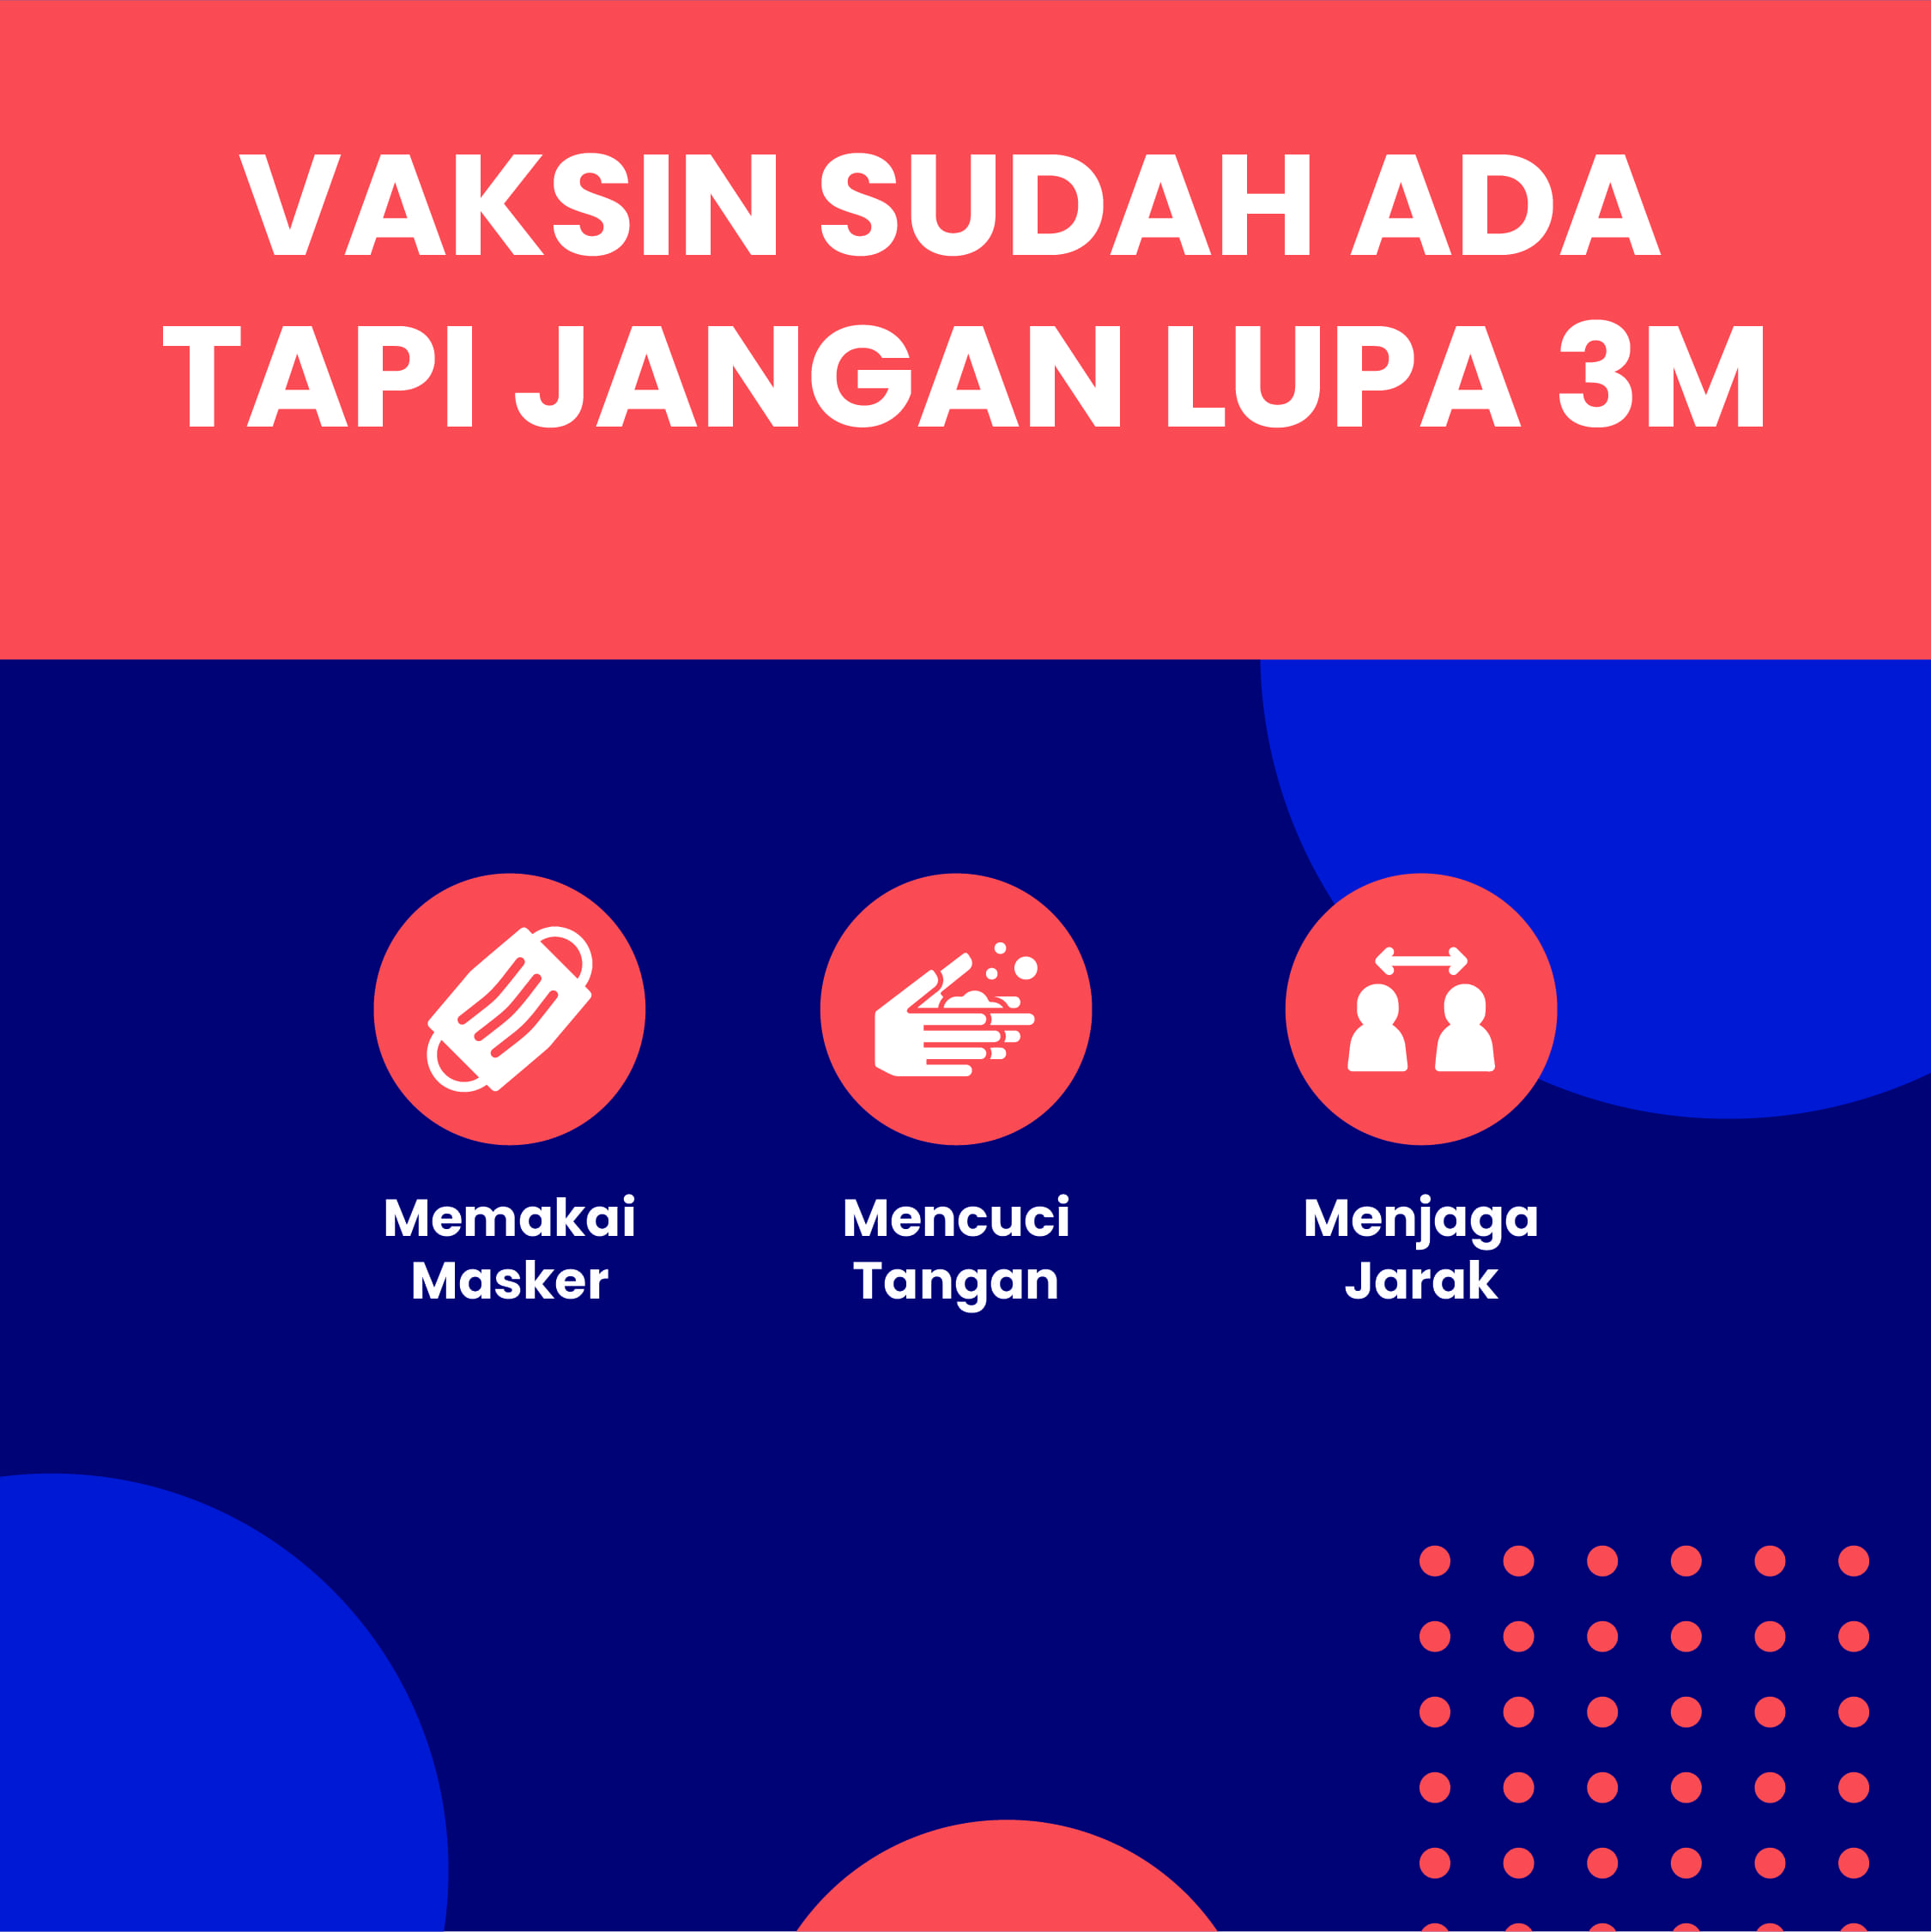 VAKSIN SUDAH ADA
TAPI JANGAN LUPA 3M
Memakai
Masker
Mencuci
Tangan
Menjaga
Jarak